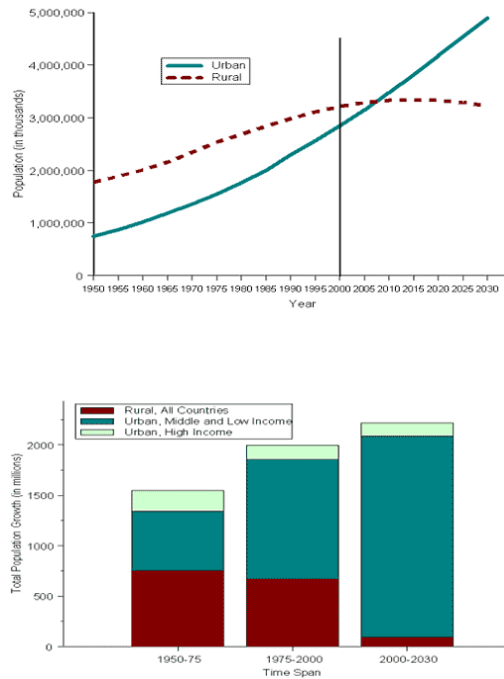 5,000,000
4,000,000
3,000,000
2,000,000
1,000,000
0
Population (in thousands)
Urban
Rural
1950 1955 1960 1965 1970 1975 1980 1985 1990 1995 2000 2005 2010 2015 2020 2025 2030
Year
Rural, All Countries
Urban, Middle and Low Income
Urban, High Income
2000
1500
1000
500
0
Total Population Growth (in millions)
1950-75 1975-2000 2000-2030
Time Span